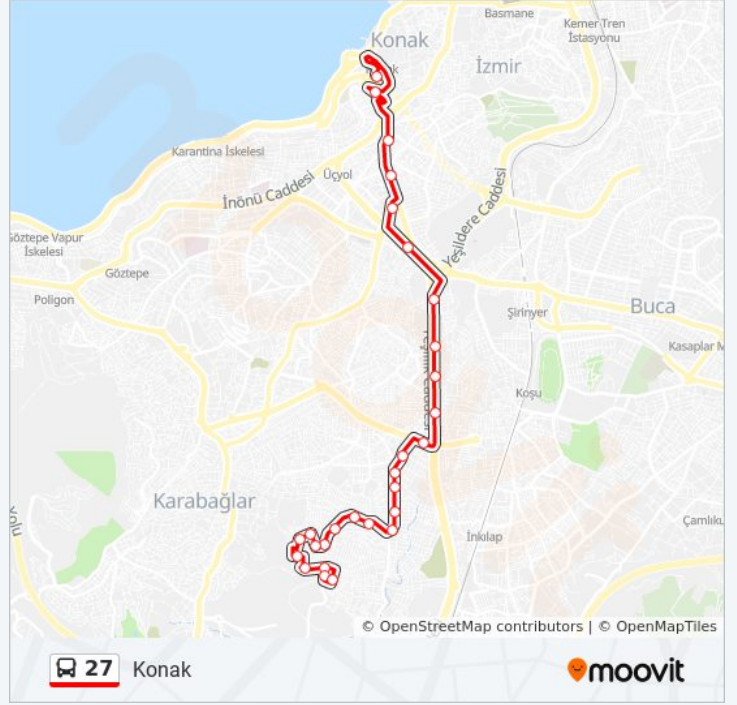 Basmane
Konak
Kemer Tren
İstasyonu
İzmir
Karantina İskelesi
Üçyol
İnönü Caddesi
Yeşildere Caddesi
Göztepe Vapur
İskelesi
Göztepe
Poligon
Buca
Şirinyer
Kasaplar M
Koşu
Karabağlar
Çamlıku
İnkılap
© OpenStreetMap contributors | © OpenMapTiles
27 Konak
moovit